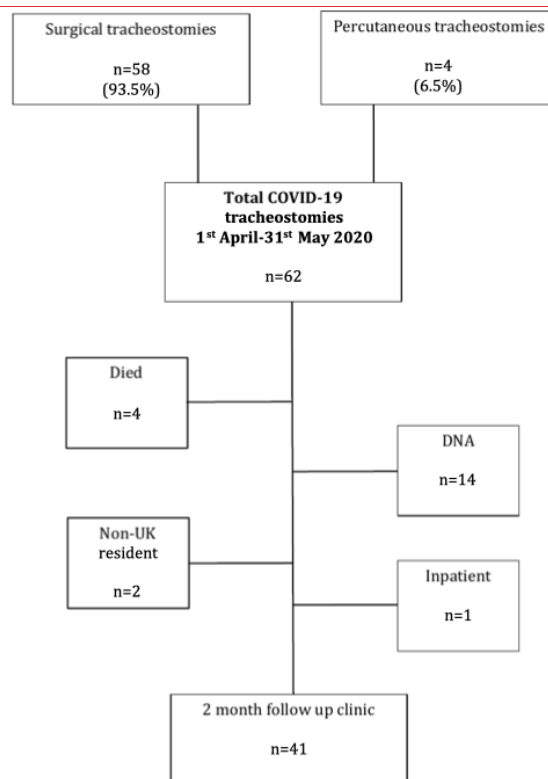 Surgical tracheostomies
n=58
(93.5%)
Percutaneous tracheostomies
n=4
(6.5%)
Total COVID-19
tracheostomies
1st April-31st May 2020
n=62
Died
n=4
DNA
n=14
Non-UK
resident
n=2
Inpatient
n=1
2 month follow up clinic
n=41